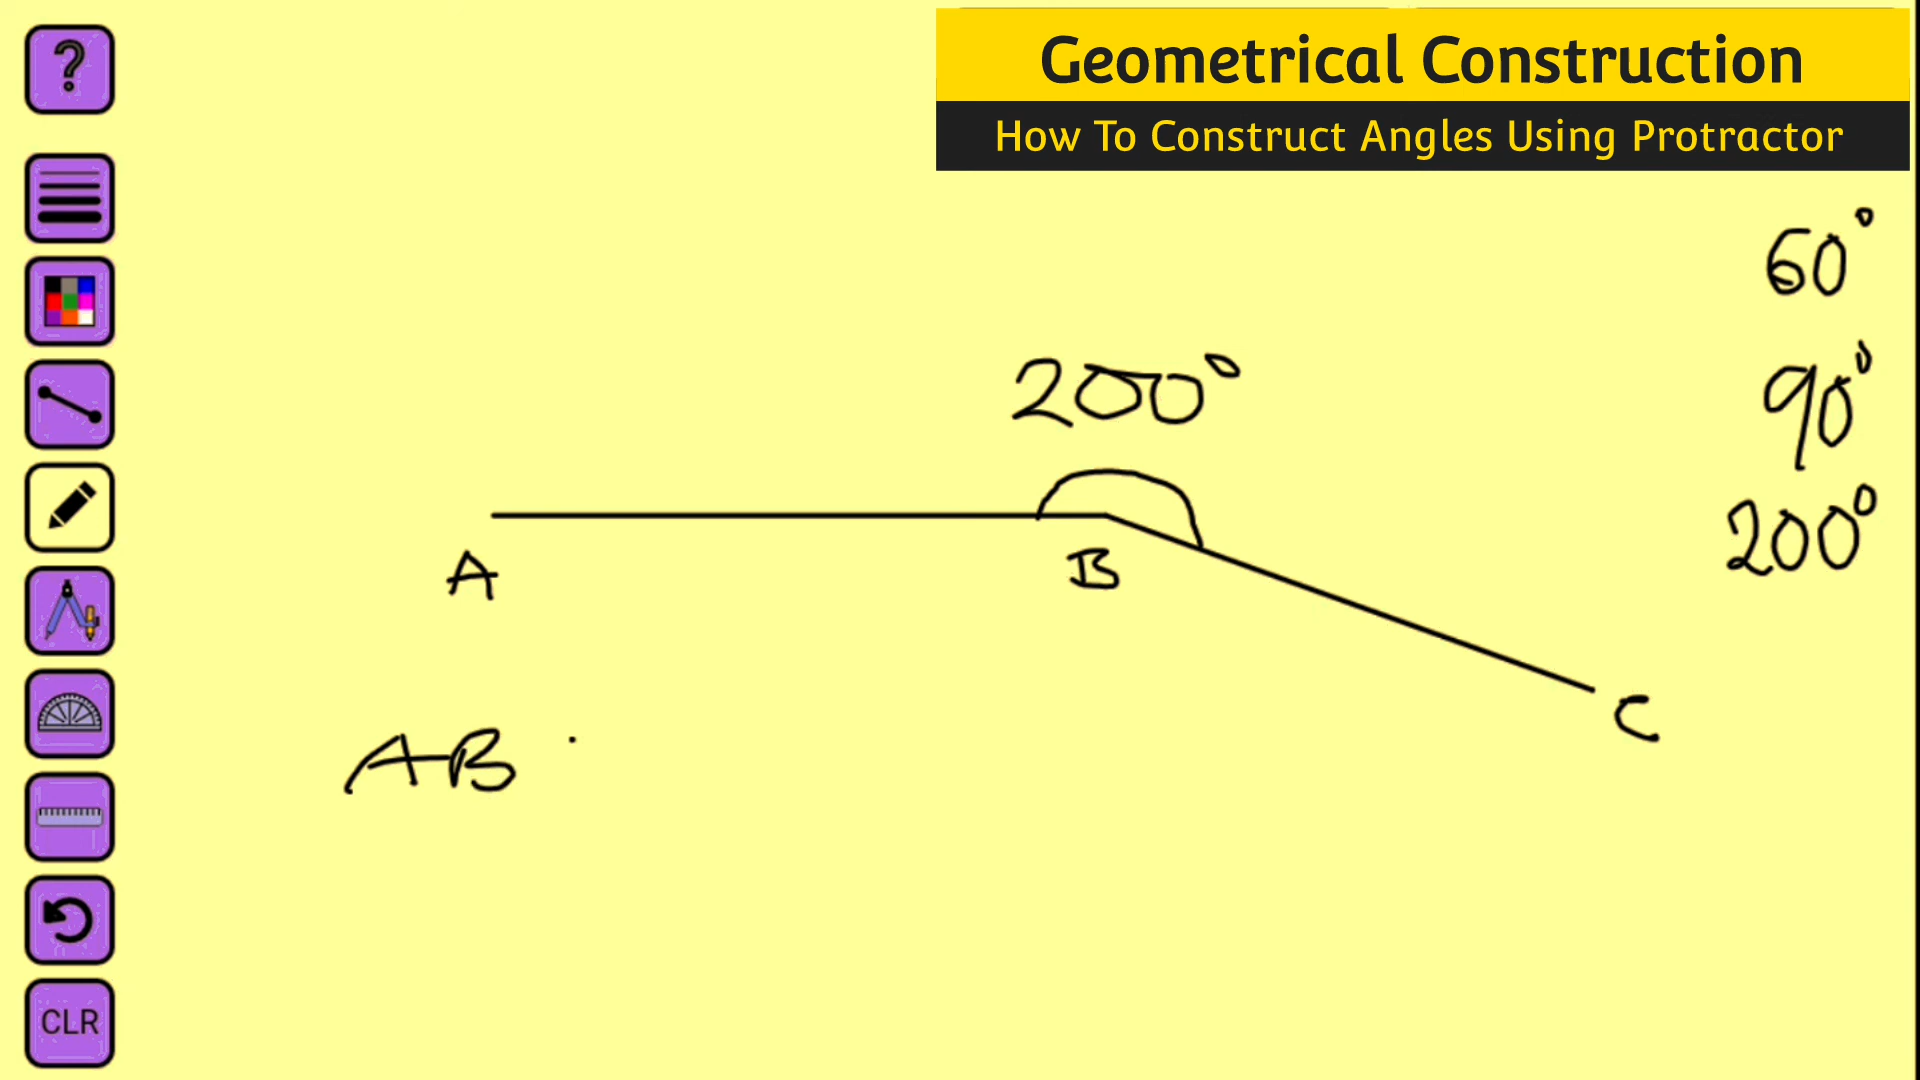 Geometrical Construction
How To Construct Angles Using Protractor
60°
90°
200°
200°
A
B
C
AB
?
CLR